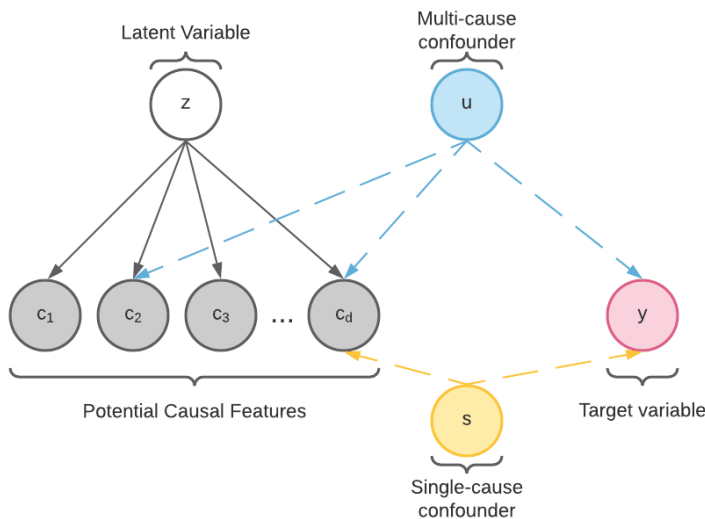 Latent Variable
Multi-cause
confounder
z
u
c1
c2
c3
...
cd
y
Potential Causal Features
s
Target variable
Single-cause
confounder